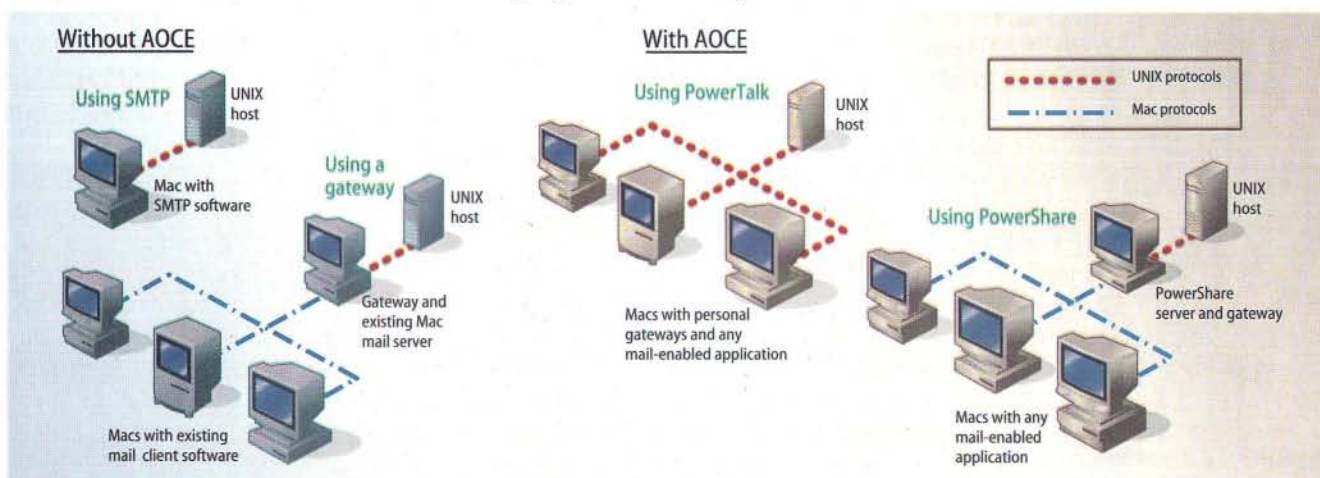 Without AOCE
Using SMTP
UNIX
host
Mac with
SMTP software
Using a
gateway
UNIX
host
Gateway and
existing Mac
mail server
Macs with existing
mail client software
With AOCE
Using PowerTalk
UNIX
host
Macs with personal
gateways and any
mail-enabled application
UNIX protocols
Mac protocols
Using PowerShare
UNIX
host
PowerShare
server and gateway
Macs with any
mail-enabled
application